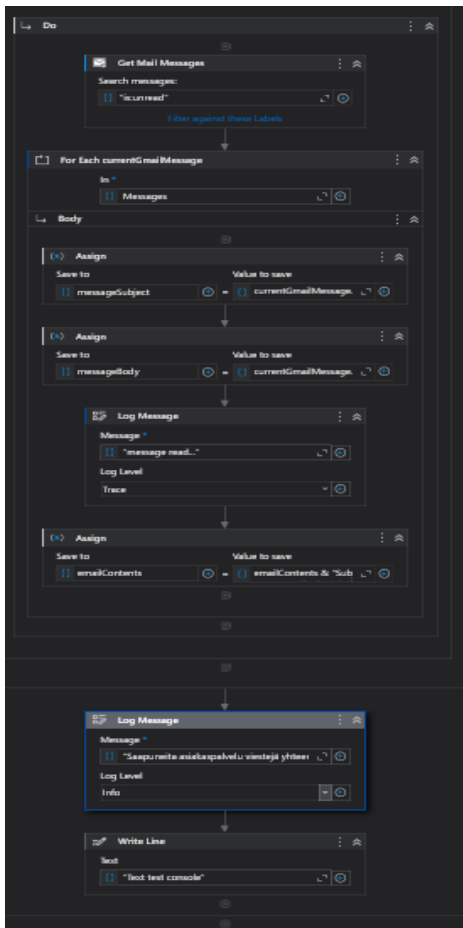 Do
Get Mail Messages
Search messages:
"is:unread"
Filter against these Labels
For Each currentGmailMessage
In *
Messages
Body
Assign
Save to Value to save
messageSubject = currentGmailMessage.
Assign
Save to Value to save
messageBody = currentGmailMessage.
Log Message
Message *
"message read..."
Log Level
Trace
Assign
Save to Value to save
emailContents = emailContents & "Sub
Log Message
Message *
"Saapuneita asiakaspalvelu viestejä yhteen
Log Level
Info
Write Line
Text
"Text test console"